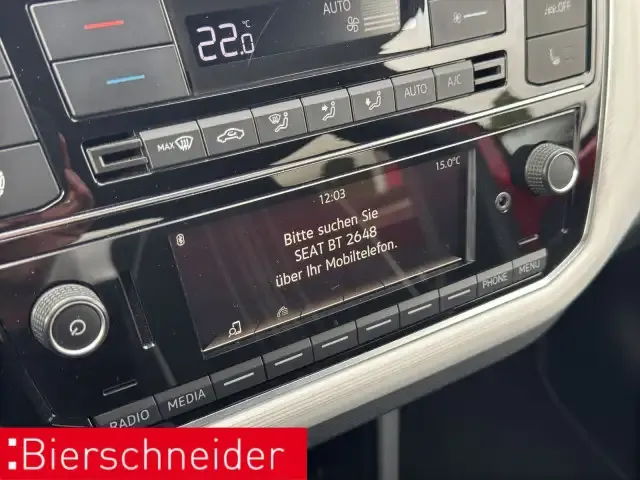 AUTO
22.0 °C
OFF
MAX
AUTO
A/C
12:03
15.0°C
Bitte suchen Sie
SEAT BT 2648
über Ihr Mobiltelefon.
RADIO
MEDIA
PHONE
MENU
:Bierschneider